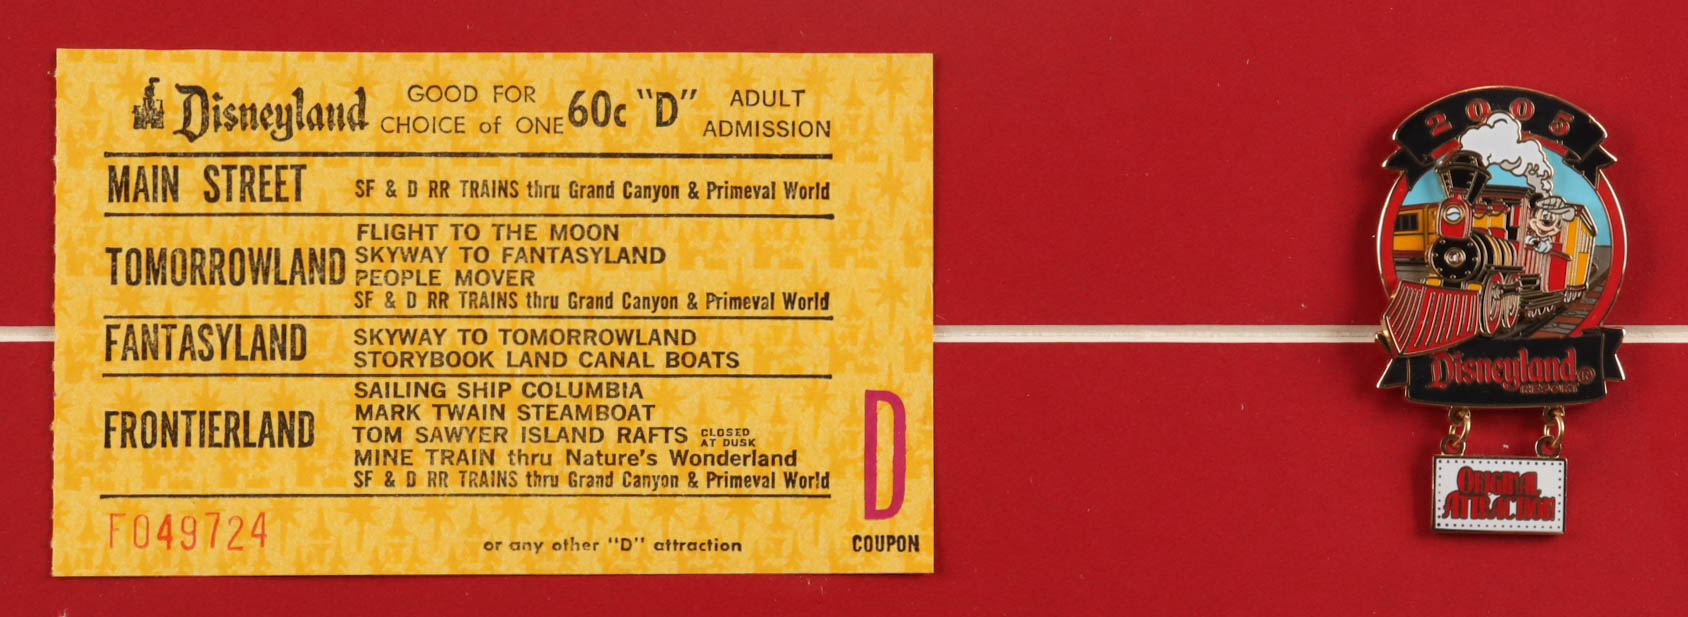 Disneyland GOOD FOR CHOICE of ONE 60c "D" ADULT ADMISSION
MAIN STREET SF & D RR TRAINS thru Grand Canyon & Primeval World
TOMORROWLAND
FLIGHT TO THE MOON
SKYWAY TO FANTASYLAND
PEOPLE MOVER
SF & D RR TRAINS thru Grand Canyon & Primeval World
FANTASYLAND
SKYWAY TO TOMORROWLAND
STORYBOOK LAND CANAL BOATS
FRONTIERLAND
SAILING SHIP COLUMBIA
MARK TWAIN STEAMBOAT
TOM SAWYER ISLAND RAFTS CLOSED AT DUSK
MINE TRAIN thru Nature's Wonderland
SF & D RR TRAINS thru Grand Canyon & Primeval World
F049724
or any other "D" attraction
D
COUPON
2005
Disneyland®
RESORT
ORIGINAL
ATTRACTION